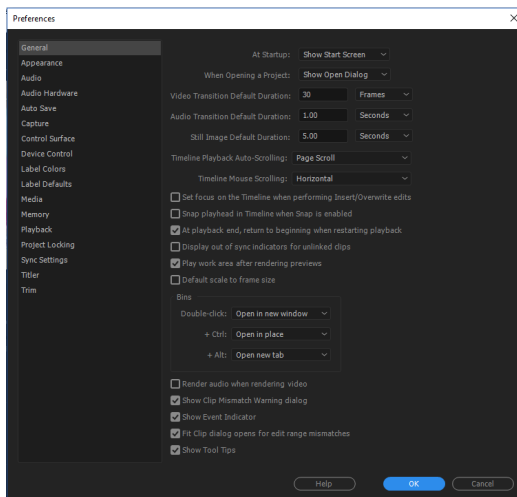 Preferences
General
Appearance
Audio
Audio Hardware
Auto Save
Capture
Control Surface
Device Control
Label Colors
Label Defaults
Media
Memory
Playback
Project Locking
Sync Settings
Titler
Trim
At Startup: Show Start Screen
When Opening a Project: Show Open Dialog
Video Transition Default Duration: 30 Frames
Audio Transition Default Duration: 1.00 Seconds
Still Image Default Duration: 5.00 Seconds
Timeline Playback Auto-Scrolling: Page Scroll
Timeline Mouse Scrolling: Horizontal
Set focus on the Timeline when performing Insert/Overwrite edits
Snap playhead in Timeline when Snap is enabled
At playback end, return to beginning when restarting playback
Display out of sync indicators for unlinked clips
Play work area after rendering previews
Default scale to frame size
Bins
Double-click: Open in new window
+ Ctrl: Open in place
+ Alt: Open new tab
Render audio when rendering video
Show Clip Mismatch Warning dialog
Show Event Indicator
Fit Clip dialog opens for edit range mismatches
Show Tool Tips
Help OK Cancel